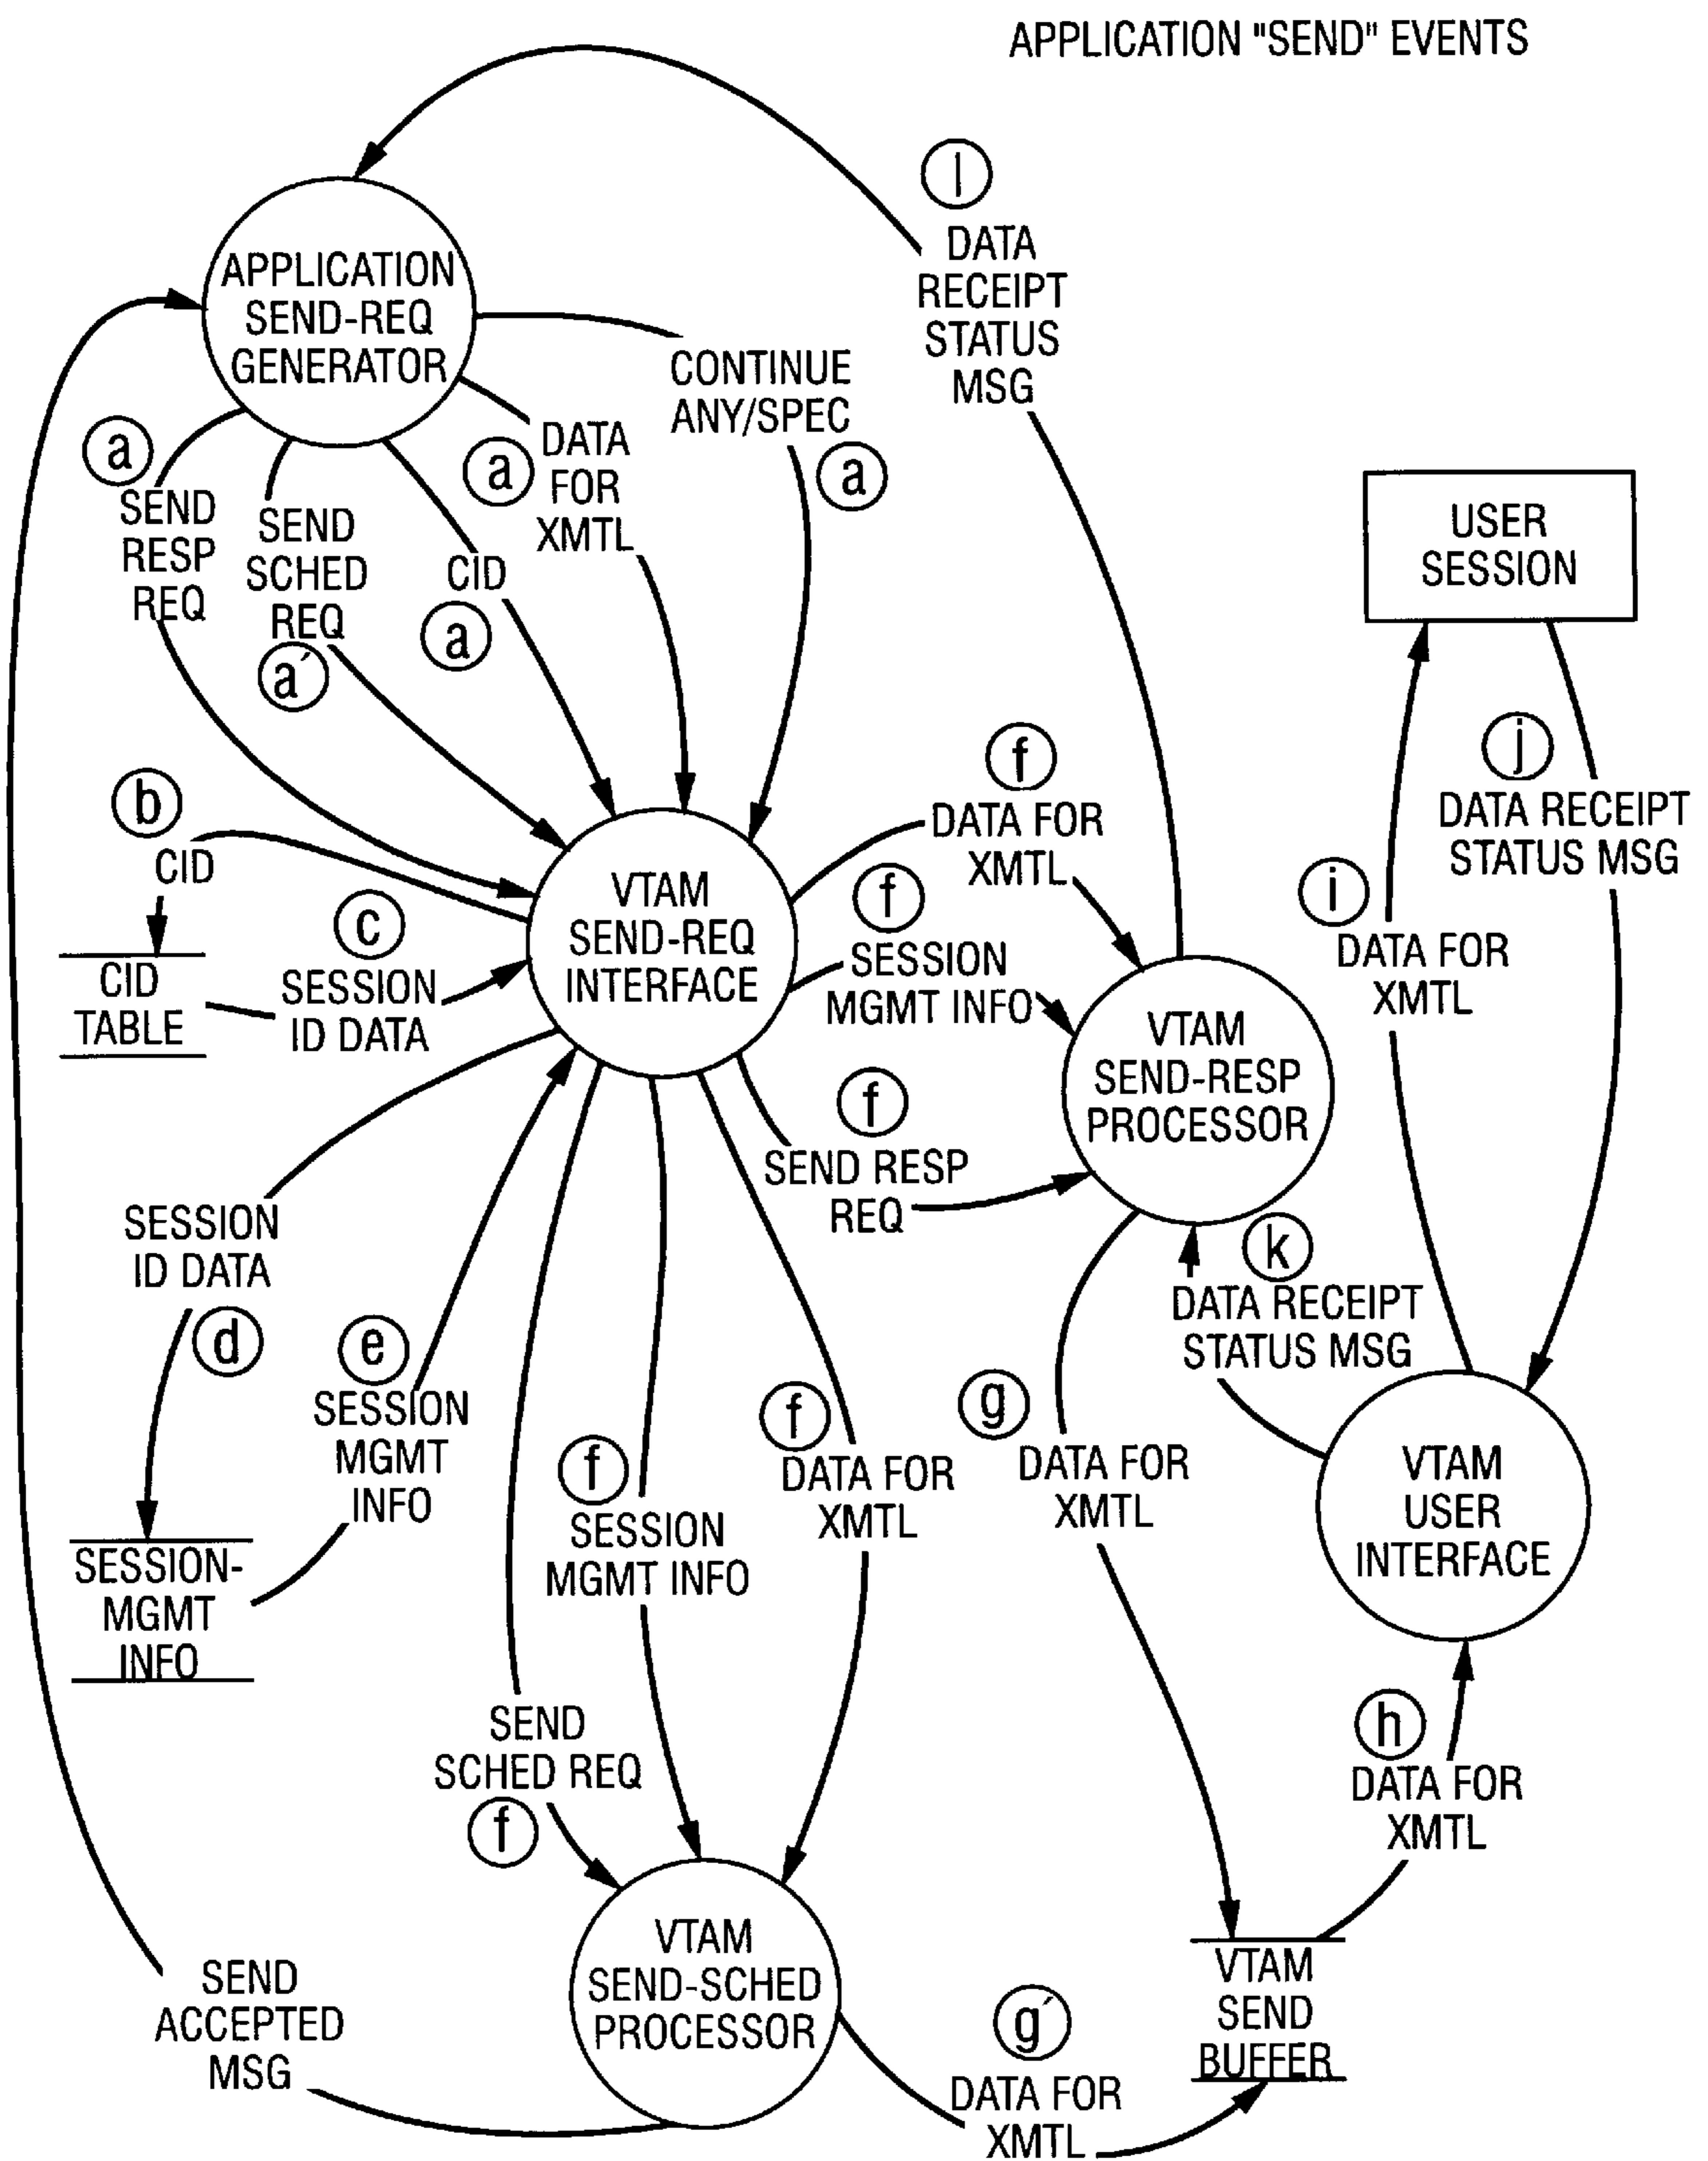 APPLICATION "SEND" EVENTS
l
DATA
RECEIPT
STATUS
MSG
APPLICATION
SEND-REQ
GENERATOR
CONTINUE
ANY/SPEC
a
a
SEND
RESP
REQ
SEND
SCHED
REQ
a´
CID
a
a
DATA
FOR
XMTL
USER
SESSION
j
DATA RECEIPT
STATUS MSG
b
CID
CID
TABLE
c
SESSION
ID DATA
VTAM
SEND-REQ
INTERFACE
f
DATA FOR
XMTL
f
SESSION
MGMT INFO
i
DATA FOR
XMTL
VTAM
SEND-RESP
PROCESSOR
f
SEND RESP
REQ
SESSION
ID DATA
d
e
SESSION
MGMT
INFO
SESSION-
MGMT
INFO
k
DATA RECEIPT
STATUS MSG
f
SESSION
MGMT INFO
f
DATA FOR
XMTL
g
DATA FOR
XMTL
VTAM
USER
INTERFACE
SEND
SCHED REQ
f
h
DATA FOR
XMTL
VTAM
SEND-SCHED
PROCESSOR
VTAM
SEND
BUFFER
SEND
ACCEPTED
MSG
g´
DATA FOR
XMTL